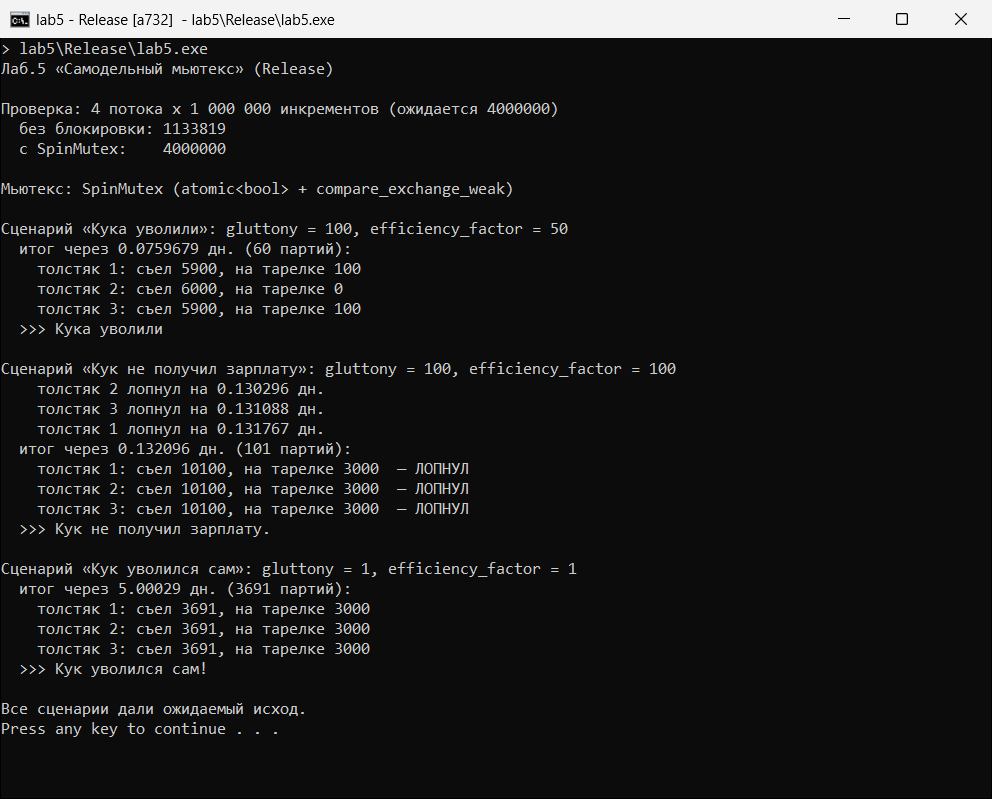 lab5 - Release [a732]  - lab5\Release\lab5.exe
> lab5\Release\lab5.exe
Лаб.5 «Самодельный мьютекс» (Release)
Проверка: 4 потока x 1 000 000 инкрементов (ожидается 4000000)
  без блокировки: 1133819
  с SpinMutex:    4000000
Мьютекс: SpinMutex (atomic<bool> + compare_exchange_weak)
Сценарий «Кука уволили»: gluttony = 100, efficiency_factor = 50
  итог через 0.0759679 дн. (60 партий):
    толстяк 1: съел 5900, на тарелке 100
    толстяк 2: съел 6000, на тарелке 0
    толстяк 3: съел 5900, на тарелке 100
  >>> Кука уволили
Сценарий «Кук не получил зарплату»: gluttony = 100, efficiency_factor = 100
    толстяк 2 лопнул на 0.130296 дн.
    толстяк 3 лопнул на 0.131088 дн.
    толстяк 1 лопнул на 0.131767 дн.
  итог через 0.132096 дн. (101 партий):
    толстяк 1: съел 10100, на тарелке 3000  — ЛОПНУЛ
    толстяк 2: съел 10100, на тарелке 3000  — ЛОПНУЛ
    толстяк 3: съел 10100, на тарелке 3000  — ЛОПНУЛ
  >>> Кук не получил зарплату.
Сценарий «Кук уволился сам»: gluttony = 1, efficiency_factor = 1
  итог через 5.00029 дн. (3691 партий):
    толстяк 1: съел 3691, на тарелке 3000
    толстяк 2: съел 3691, на тарелке 3000
    толстяк 3: съел 3691, на тарелке 3000
  >>> Кук уволился сам!
Все сценарии дали ожидаемый исход.
Press any key to continue . . .